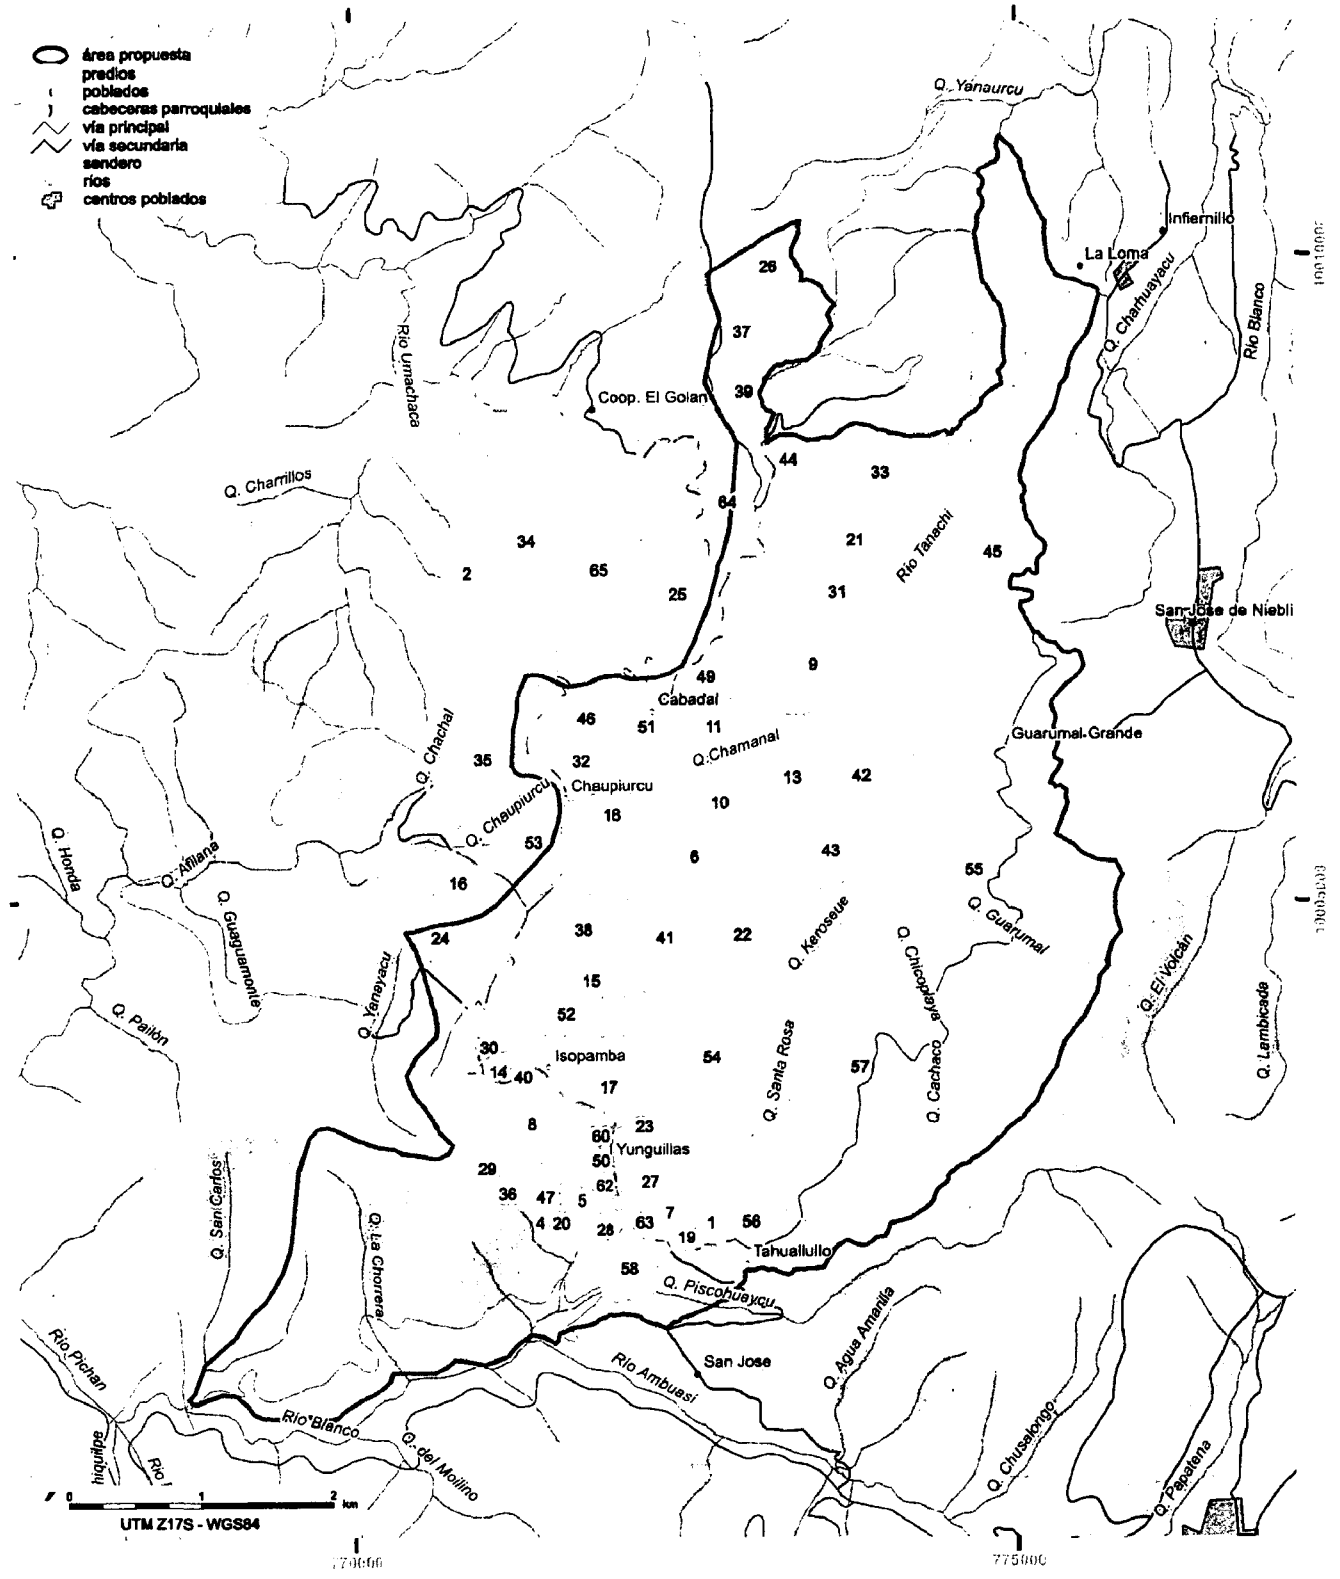 área propuesta
predios
poblados
cabeceras parroquiales
vía principal
vía secundaria
sendero
ríos
centros poblados
Q. Yanaurcu
Infiernillo
La Loma
Q. Charhuayacu
Río Blanco
26
37
39
Río Umachaca
Coop. El Golan
44
33
64
Q. Charrillos
34
2
65
25
21
Río Tanachi
45
31
San Jose de Niebli
9
49
Cabadal
46
51
11
Q. Chamanal
Guarumal Grande
Q. Chachal
35
32
Chaupiurcu
13
42
10
18
Q. Chaupiurcu
53
6
43
55
Q. Honda
Q. Afilana
16
Q. Guaguamonte
24
38
41
22
Q. Keroseue
Q. Chicoplaya
Q. Guarumal
Q. El Volcán
Q. Lambicada
15
52
Q. Yanayacu
Q. Pailón
30
14
40
Isopamba
17
54
Q. Santa Rosa
57
Q. Cachaco
8
23
60
Yunguillas
50
29
62
27
36
47
5
4
20
28
63
7
19
1
56
Tahuallullo
58
Q. Piscohuaycu
Q. San Carlos
Q. La Chorrera
Río Pichan
San Jose
Río Ambuasi
Q. Agua Amarilla
Río Blanco
Q. del Molino
hiquilpe
Río
Q. Chusalongo
Q. Papatena
0 1 2 km
UTM Z17S - WGS84
770000
775000